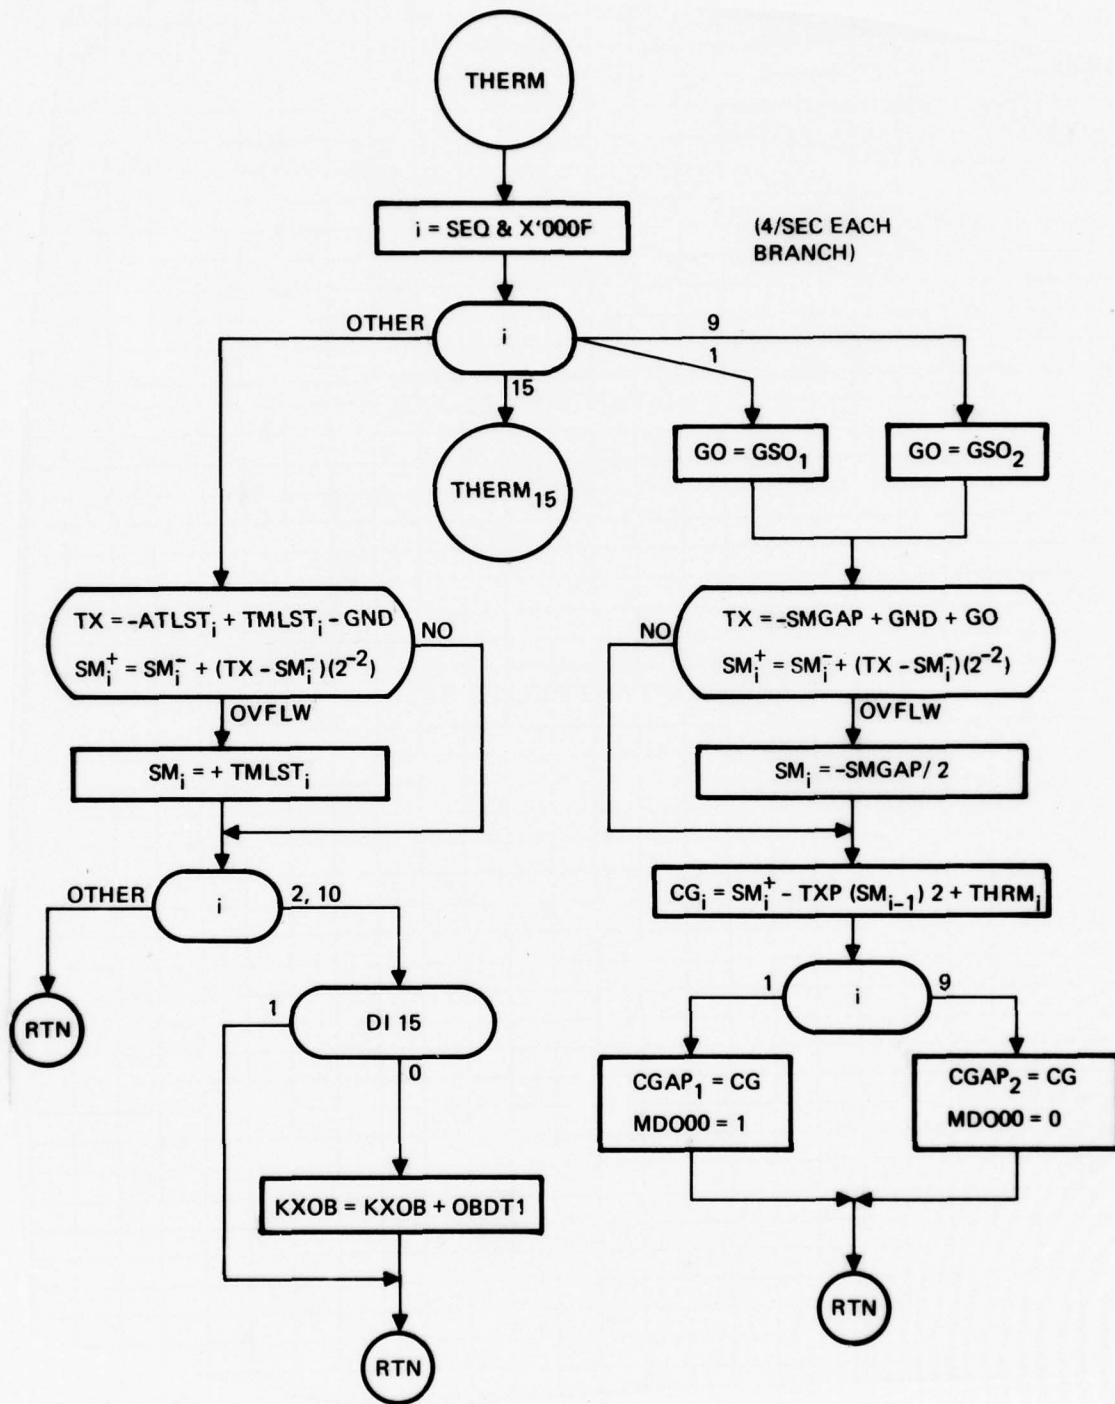 THERM
i = SEQ & X'000F
(4/SEC EACH
BRANCH)
OTHER
i
9
1
15
THERM15
GO = GSO1
GO = GSO2
TX = -ATLSTi + TMLSTi - GND
SMi+ = SMi- + (TX - SMi-)(2-2)
NO
OVFLW
SMi = + TMLSTi
NO
TX = -SMGAP + GND + GO
SMi+ = SMi- + (TX - SMi-)(2-2)
OVFLW
SMi = -SMGAP/ 2
CGi = SMi+ - TXP (SMi-1) 2 + THRMi
OTHER
i
2, 10
RTN
1
DI 15
0
KXOB = KXOB + OBDT1
RTN
1
i
9
CGAP1 = CG
MDO00 = 1
CGAP2 = CG
MDO00 = 0
RTN